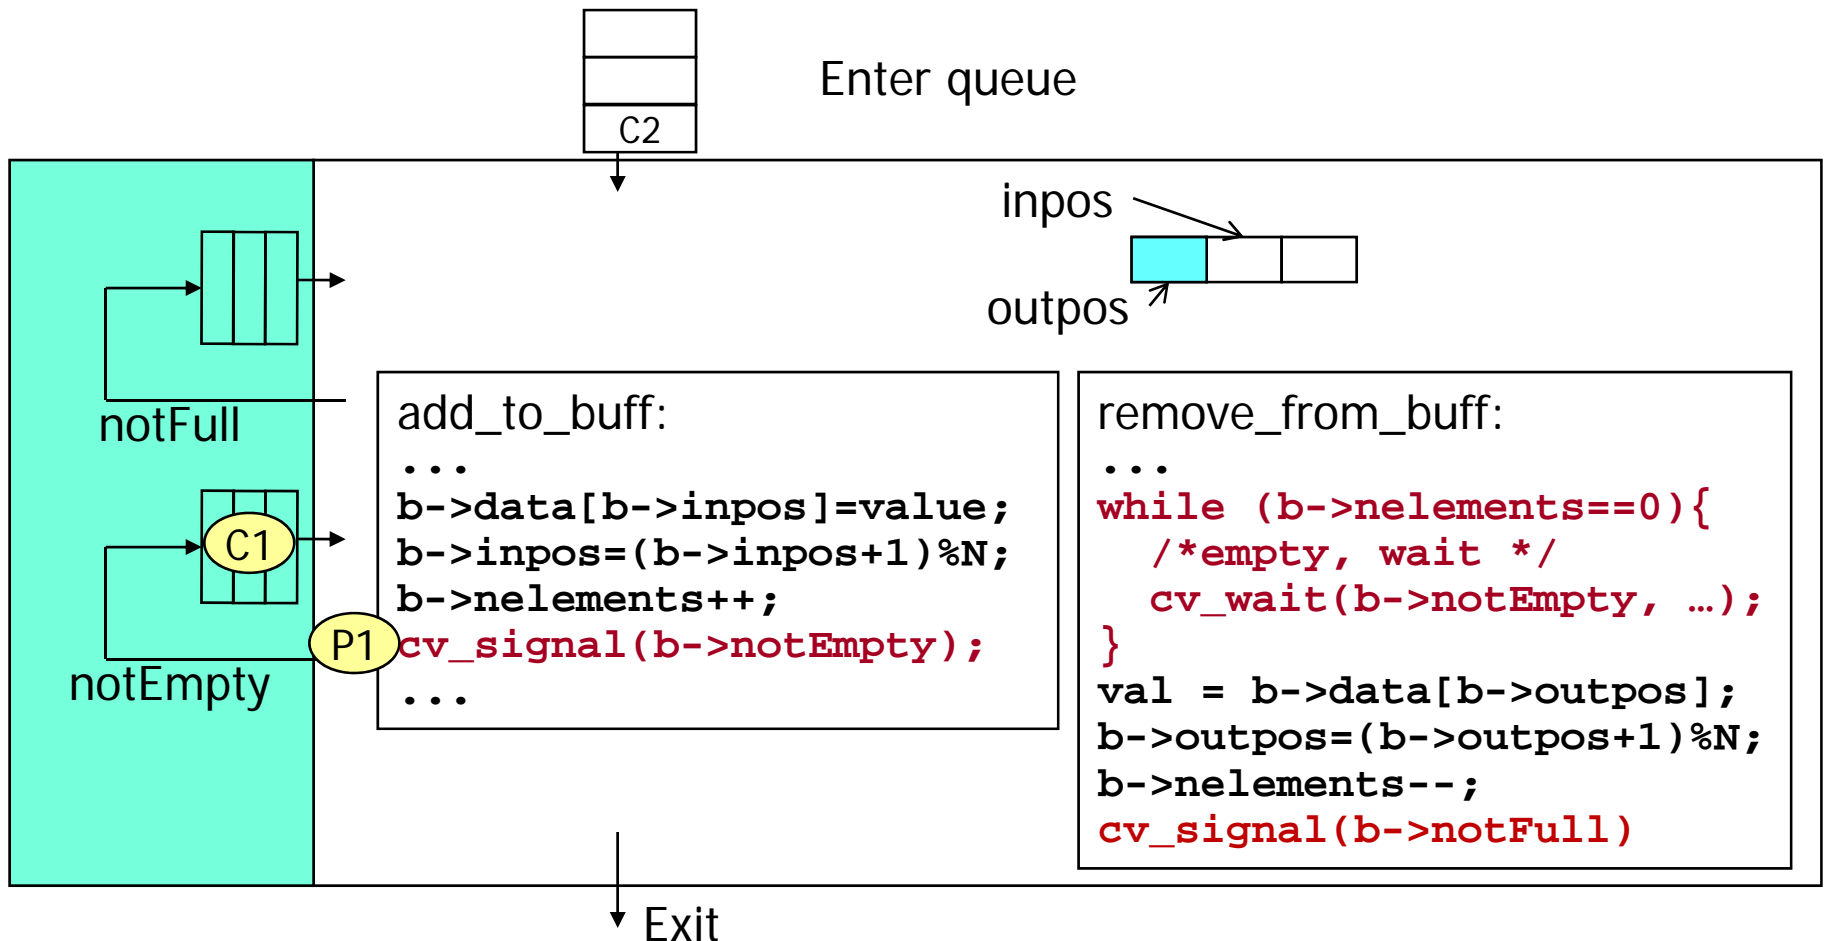 Enter queue
C2
inpos
outpos
notFull
C1
P1
notEmpty
add_to_buff:
...
b->data[b->inpos]=value;
b->inpos=(b->inpos+1)%N;
b->nelements++;
cv_signal(b->notEmpty);
...
remove_from_buff:
...
while (b->nelements==0){
/*empty, wait */
cv_wait(b->notEmpty, …);
}
val = b->data[b->outpos];
b->outpos=(b->outpos+1)%N;
b->nelements--;
cv_signal(b->notFull)
Exit